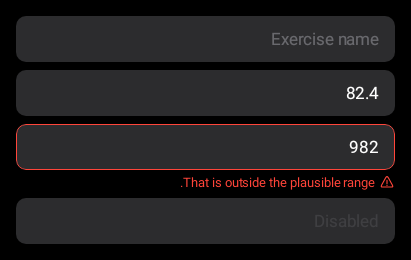 Exercise name
82.4
982
.That is outside the plausible range
Disabled